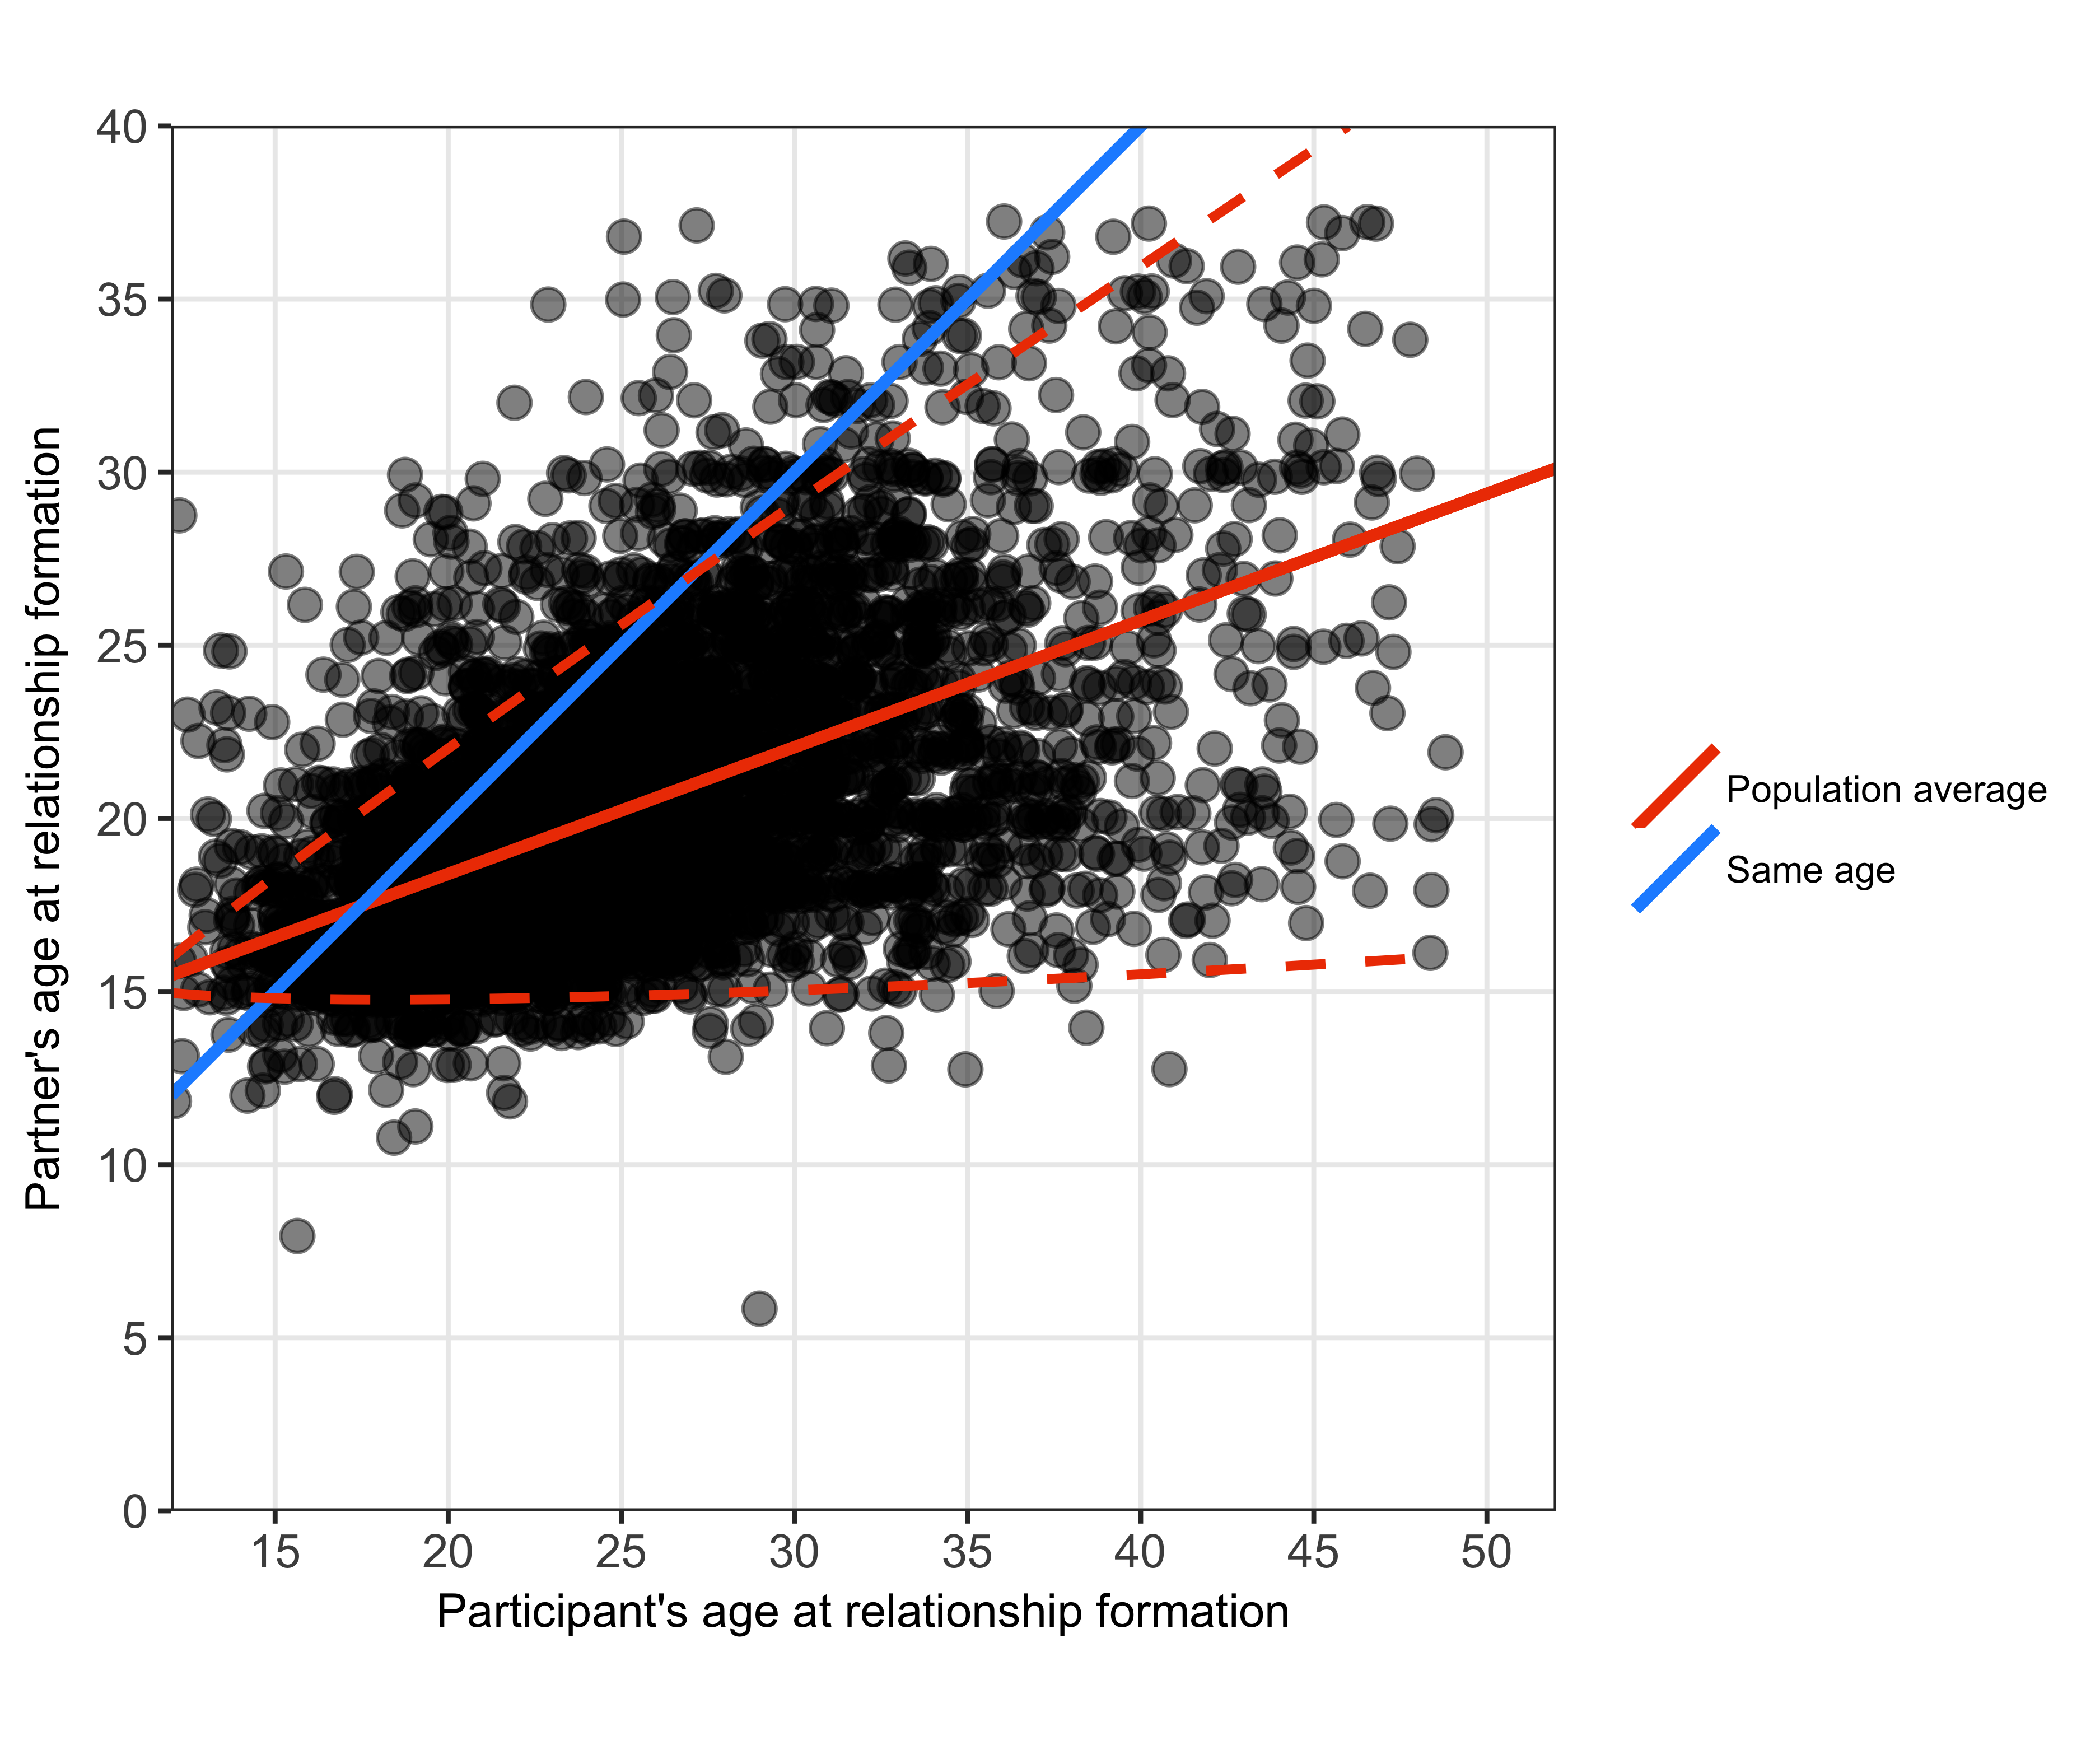 40
35
30
25
20
15
10
5
0
Partner's age at relationship formation
15 20 25 30 35 40 45 50
Participant's age at relationship formation
Population average
Same age